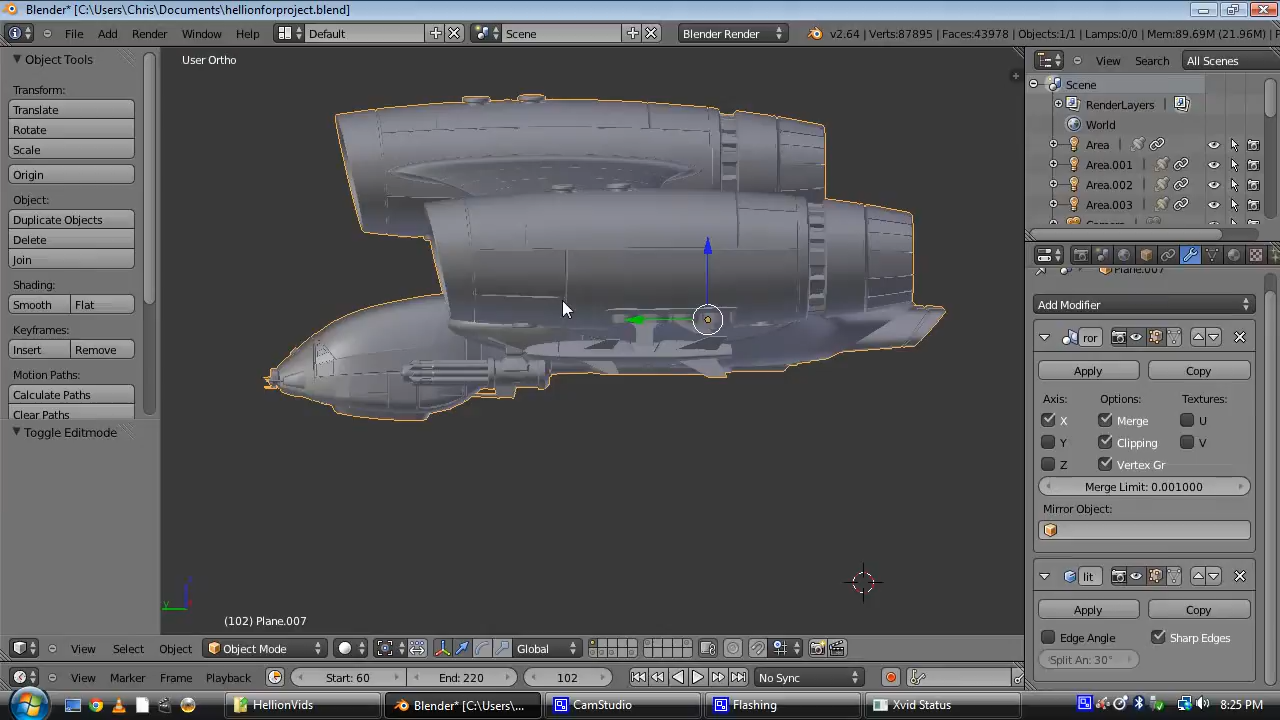 Blender* [C:\Users\Chris\Documents\hellionforproject.blend]
File Add Render Window Help Default Scene Blender Render v2.64 | Verts:87895 | Faces:43978 | Objects:1/1 | Lamps:0/0 | Mem:89.69M (21.96M) |
Object Tools
Transform:
Translate
Rotate
Scale
Origin
Object:
Duplicate Objects
Delete
Join
Shading:
Smooth Flat
Keyframes:
Insert Remove
Motion Paths:
Calculate Paths
Clear Paths
Toggle Editmode
User Ortho
(102) Plane.007
View Search All Scenes
Scene
RenderLayers
World
Area
Area.001
Area.002
Area.003
Plane.007
Add Modifier
ror
Apply Copy
Axis: Options: Textures:
X Merge U
Y Clipping V
Z Vertex Gr
Merge Limit: 0.001000
Mirror Object:
lit
Apply Copy
Edge Angle Sharp Edges
Split An: 30°
View Select Object Object Mode Global
View Marker Frame Playback Start: 60 End: 220 102 No Sync
HellionVids Blender* [C:\Users\C... CamStudio Flashing Xvid Status 8:25 PM